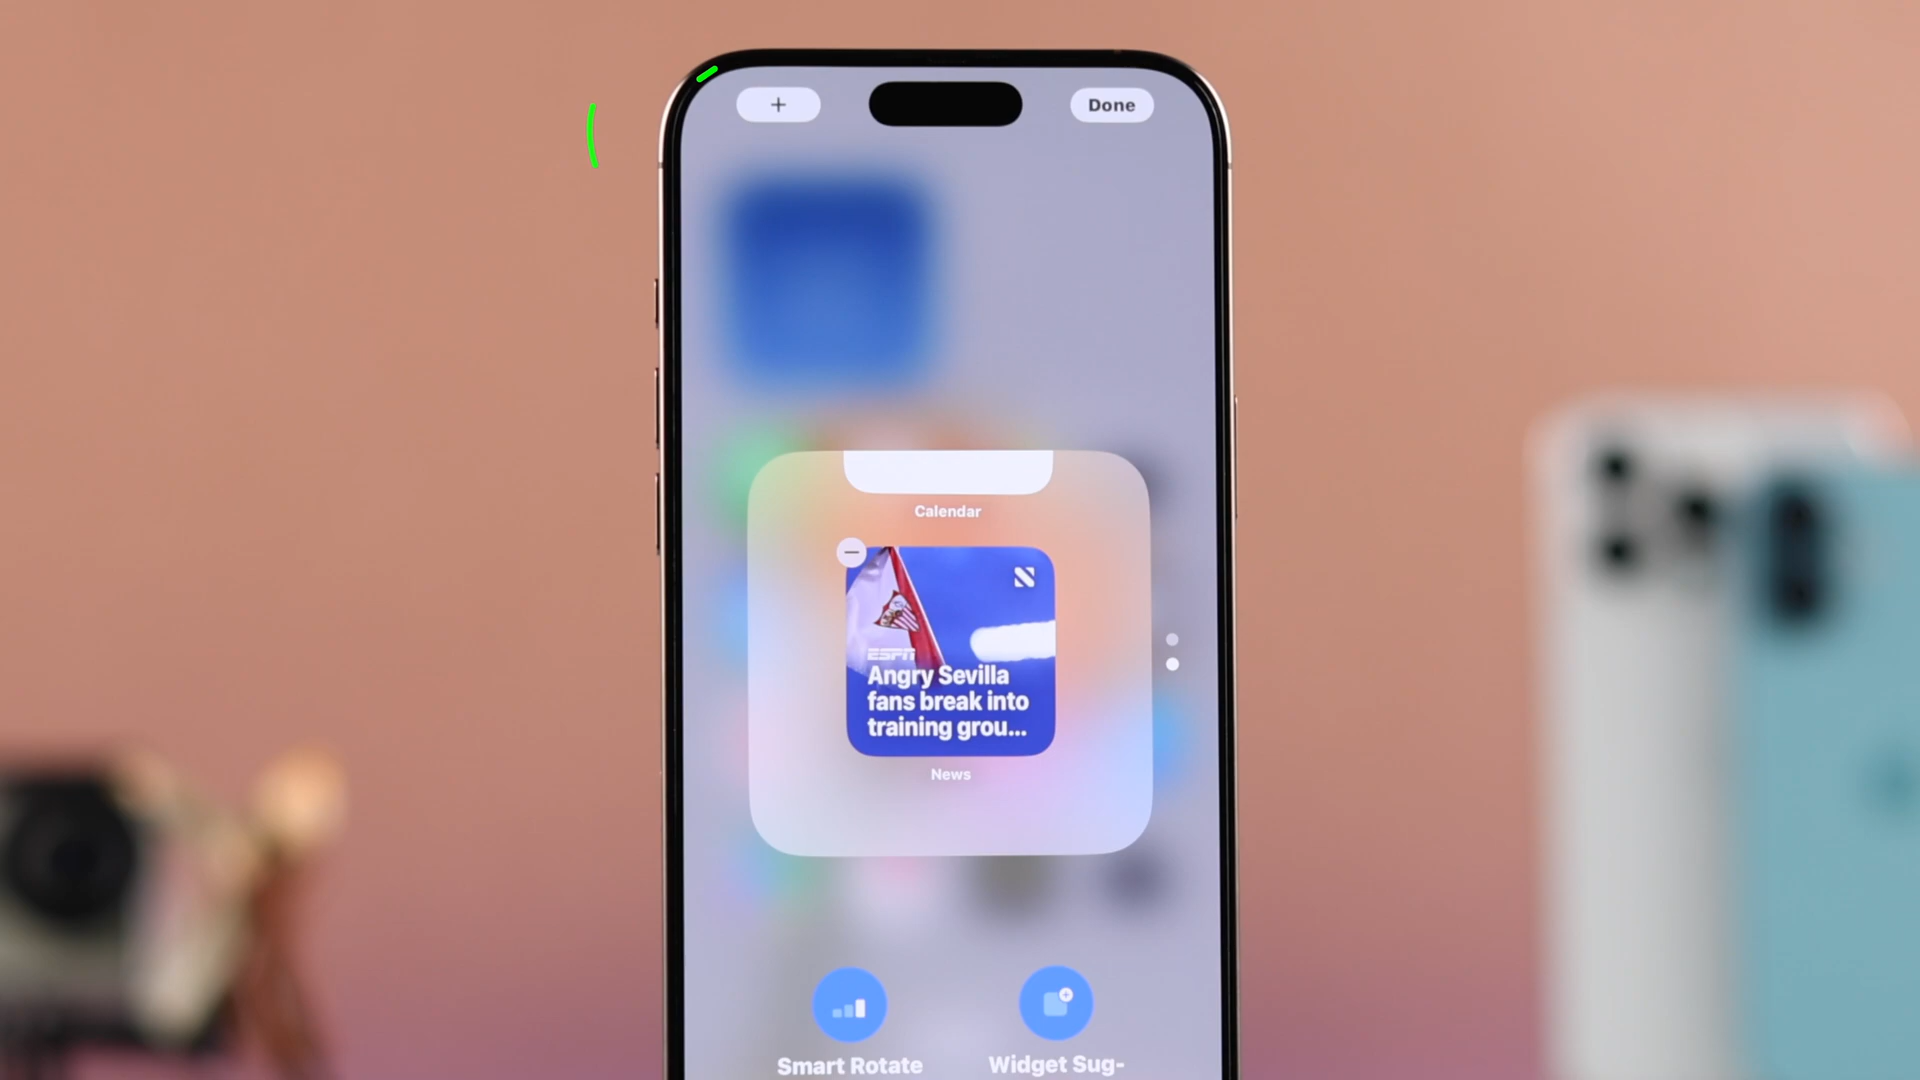 +
Done
Calendar
ESPN
Angry Sevilla
fans break into
training grou...
News
Smart Rotate
Widget Sug-